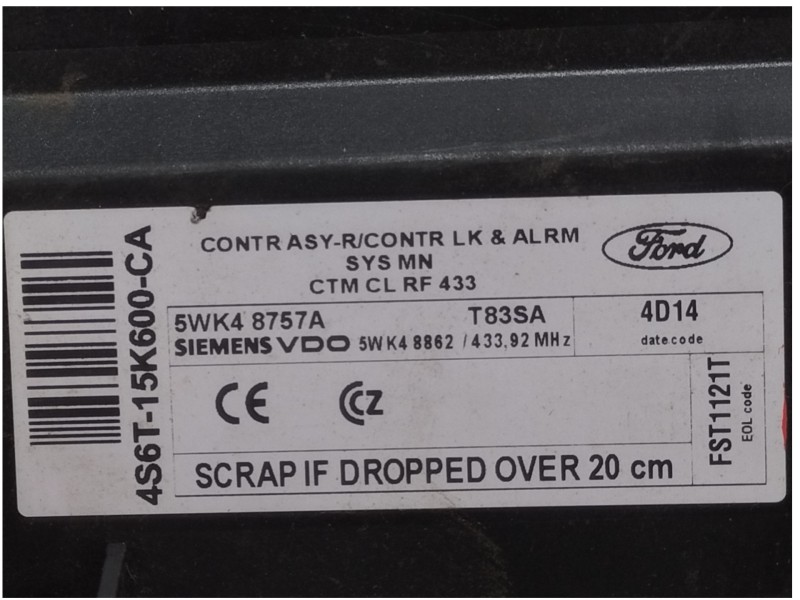 4S6T-15K600-CA
CONTR ASY-R/CONTR LK & ALRM
SYS MN
CTM CL RF 433
Ford
5WK4 8757A T83SA
SIEMENS VDO 5WK4 8862 / 433,92 MHz
4D14
date code
CE CZ
FST1121T
EOL code
SCRAP IF DROPPED OVER 20 cm